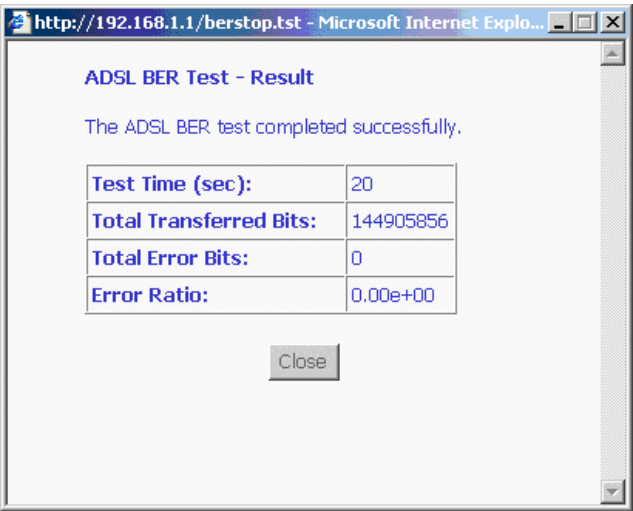 http://192.168.1.1/berstop.tst - Microsoft Internet Explo...
ADSL BER Test - Result
The ADSL BER test completed successfully.
Test Time (sec): 20
Total Transferred Bits: 144905856
Total Error Bits: 0
Error Ratio: 0.00e+00
Close